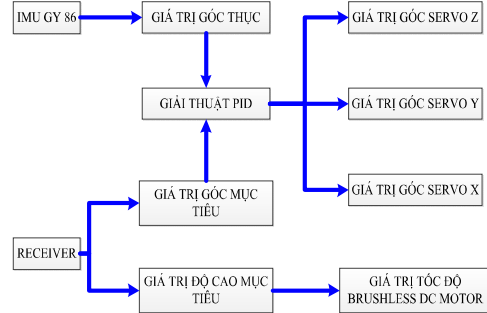 IMU GY 86
GIÁ TRỊ GÓC THỰC
GIÁ TRỊ GÓC SERVO Z
GIẢI THUẬT PID
GIÁ TRỊ GÓC SERVO Y
GIÁ TRỊ GÓC MỤC
TIÊU
GIÁ TRỊ GÓC SERVO X
RECEIVER
GIÁ TRỊ ĐỘ CAO MỤC
TIÊU
GIÁ TRỊ TỐC ĐỘ
BRUSHLESS DC MOTOR